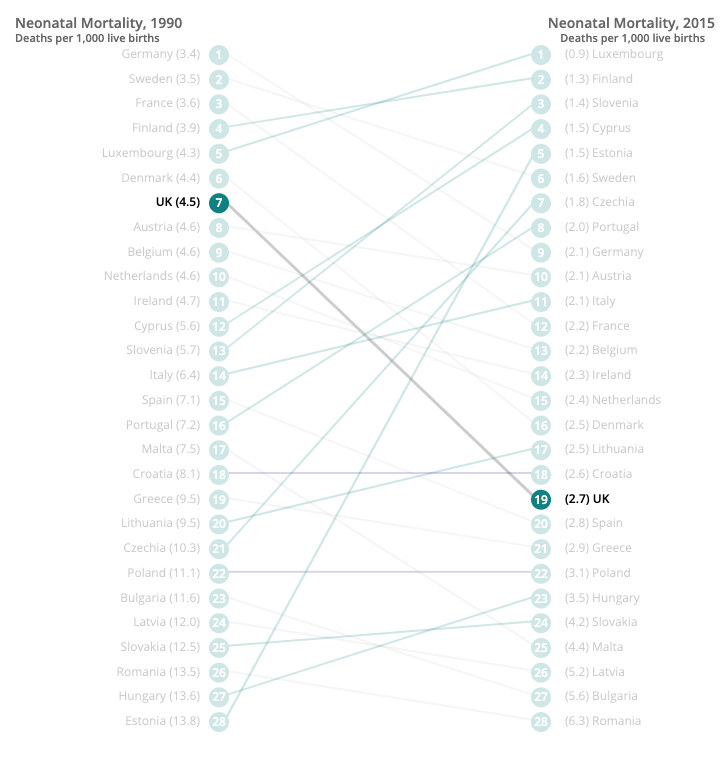 Neonatal Mortality, 1990 Neonatal Mortality, 2015
Deaths per 1,000 live births Deaths per 1,000 live births
Germany (3.4) 1 1 (0.9) Luxembourg
Sweden (3.5) 2 2 (1.3) Finland
France (3.6) 3 3 (1.4) Slovenia
Finland (3.9) 4 4 (1.5) Cyprus
Luxembourg (4.3) 5 5 (1.5) Estonia
Denmark (4.4) 6 6 (1.6) Sweden
UK (4.5) 7 7 (1.8) Czechia
Austria (4.6) 8 8 (2.0) Portugal
Belgium (4.6) 9 9 (2.1) Germany
Netherlands (4.6) 10 10 (2.1) Austria
Ireland (4.7) 11 11 (2.1) Italy
Cyprus (5.6) 12 12 (2.2) France
Slovenia (5.7) 13 13 (2.2) Belgium
Italy (6.4) 14 14 (2.3) Ireland
Spain (7.1) 15 15 (2.4) Netherlands
Portugal (7.2) 16 16 (2.5) Denmark
Malta (7.5) 17 17 (2.5) Lithuania
Croatia (8.1) 18 18 (2.6) Croatia
Greece (9.5) 19 19 (2.7) UK
Lithuania (9.5) 20 20 (2.8) Spain
Czechia (10.3) 21 21 (2.9) Greece
Poland (11.1) 22 22 (3.1) Poland
Bulgaria (11.6) 23 23 (3.5) Hungary
Latvia (12.0) 24 24 (4.2) Slovakia
Slovakia (12.5) 25 25 (4.4) Malta
Romania (13.5) 26 26 (5.2) Latvia
Hungary (13.6) 27 27 (5.6) Bulgaria
Estonia (13.8) 28 28 (6.3) Romania